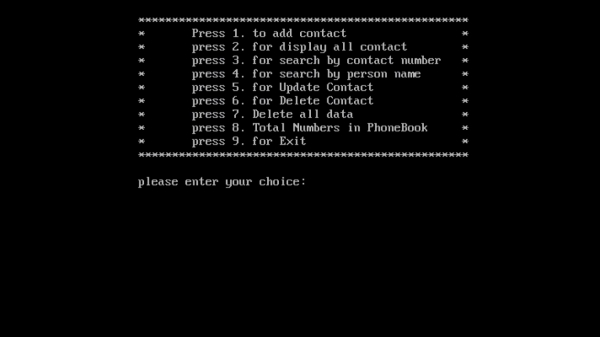 *************************************************
* Press 1. to add contact *
* press 2. for display all contact *
* press 3. for search by contact number *
* press 4. for search by person name *
* press 5. for Update Contact *
* press 6. for Delete Contact *
* press 7. Delete all data *
* press 8. Total Numbers in PhoneBook *
* press 9. for Exit *
*************************************************
please enter your choice: